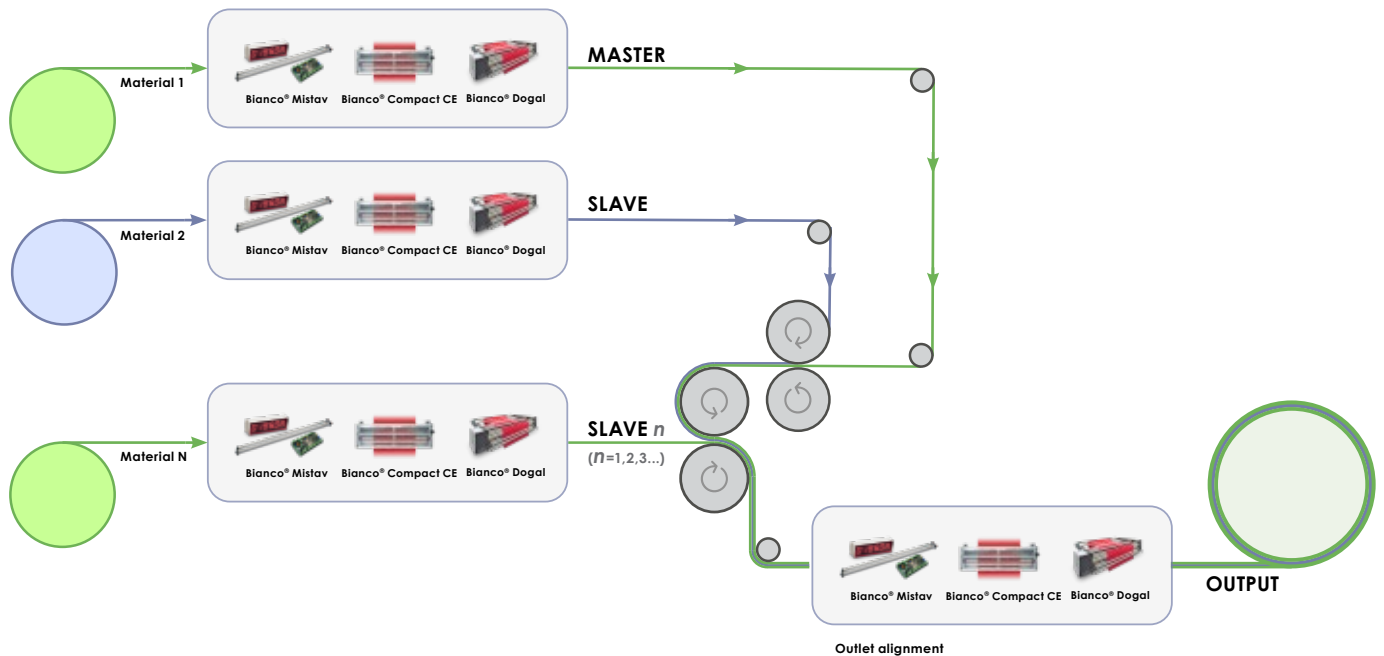 Material 1
Bianco® Mistav Bianco® Compact CE Bianco® Dogal
MASTER
Material 2
Bianco® Mistav Bianco® Compact CE Bianco® Dogal
SLAVE
Material N
Bianco® Mistav Bianco® Compact CE Bianco® Dogal
SLAVE n
(n=1,2,3...)
Bianco® Mistav Bianco® Compact CE Bianco® Dogal
OUTPUT
Outlet alignment